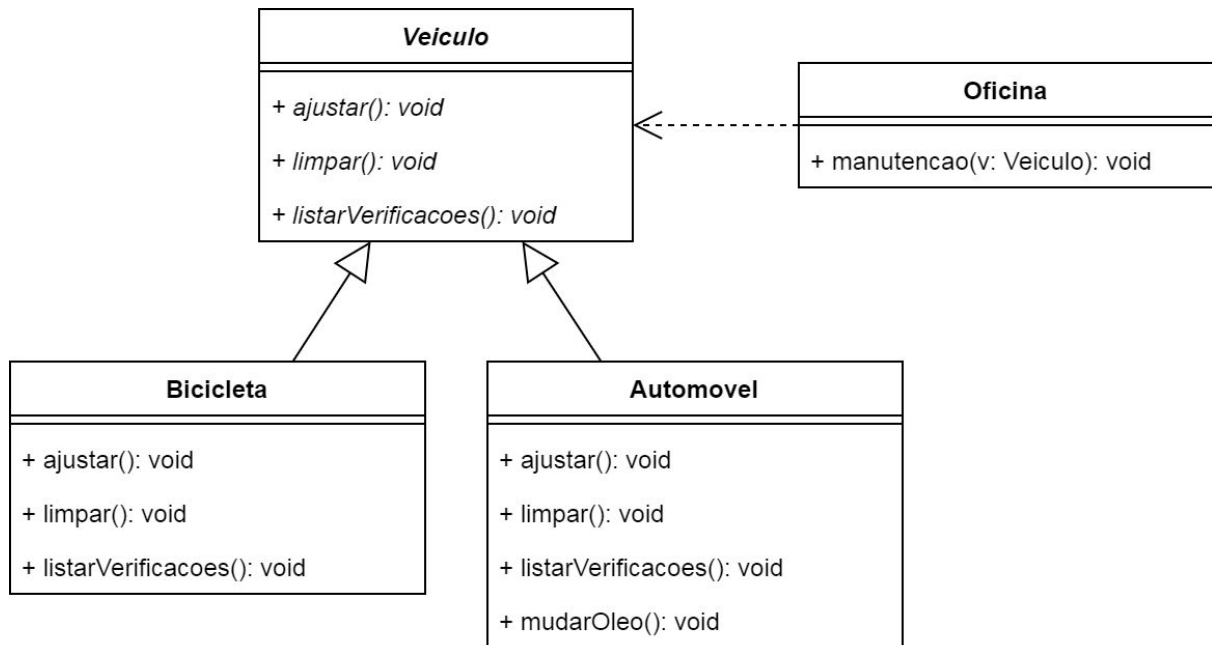 Veiculo
+ ajustar(): void
+ limpar(): void
+ listarVerificacoes(): void
Oficina
+ manutencao(v: Veiculo): void
Bicicleta
+ ajustar(): void
+ limpar(): void
+ listarVerificacoes(): void
Automovel
+ ajustar(): void
+ limpar(): void
+ listarVerificacoes(): void
+ mudarOleo(): void